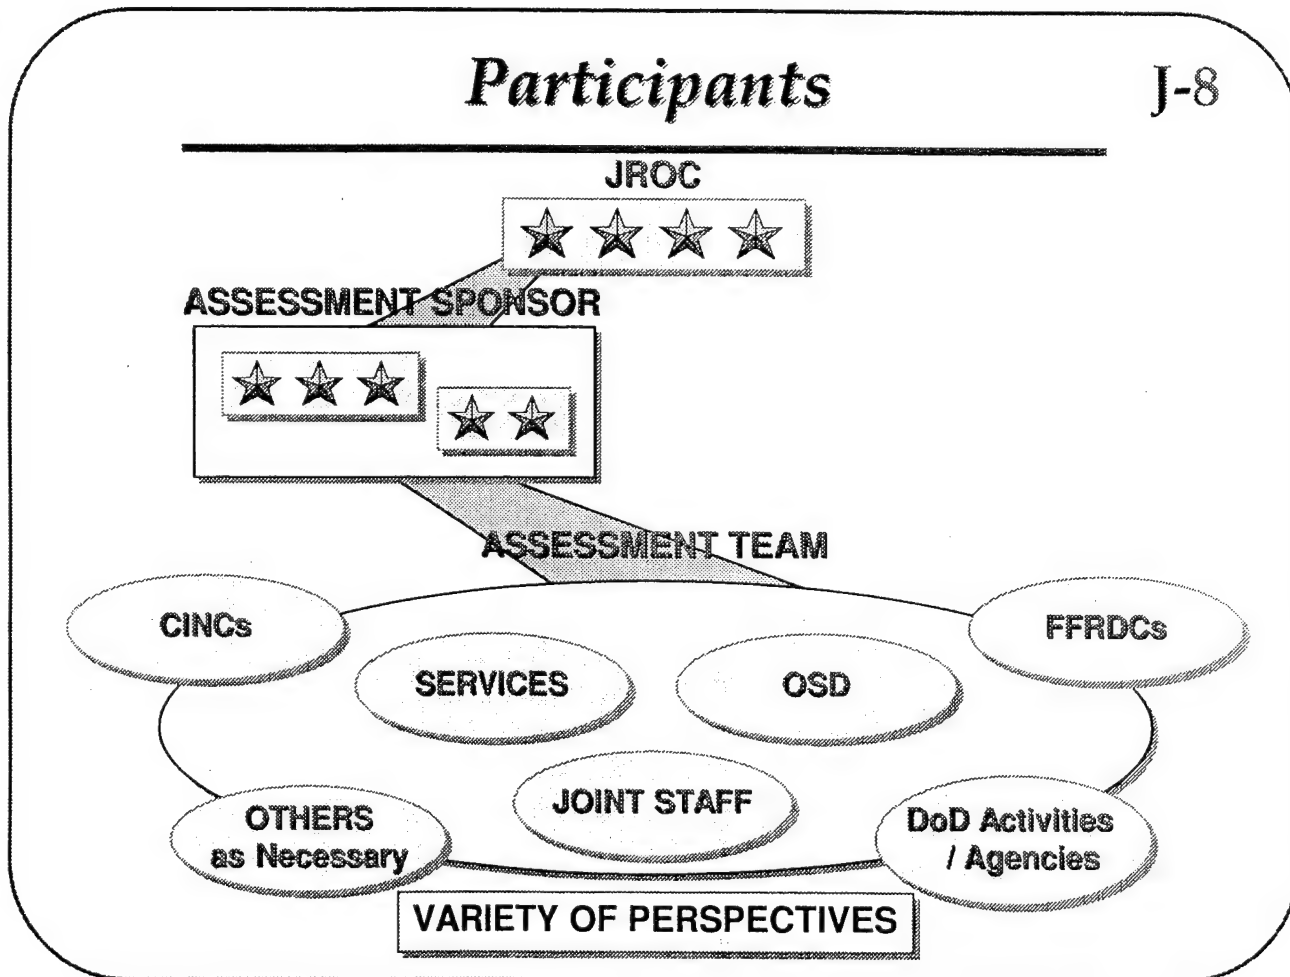 Participants
J-8
JROC
ASSESSMENT SPONSOR
ASSESSMENT TEAM
CINCs
FFRDCs
SERVICES
OSD
JOINT STAFF
OTHERS
as Necessary
DoD Activities
/ Agencies
VARIETY OF PERSPECTIVES